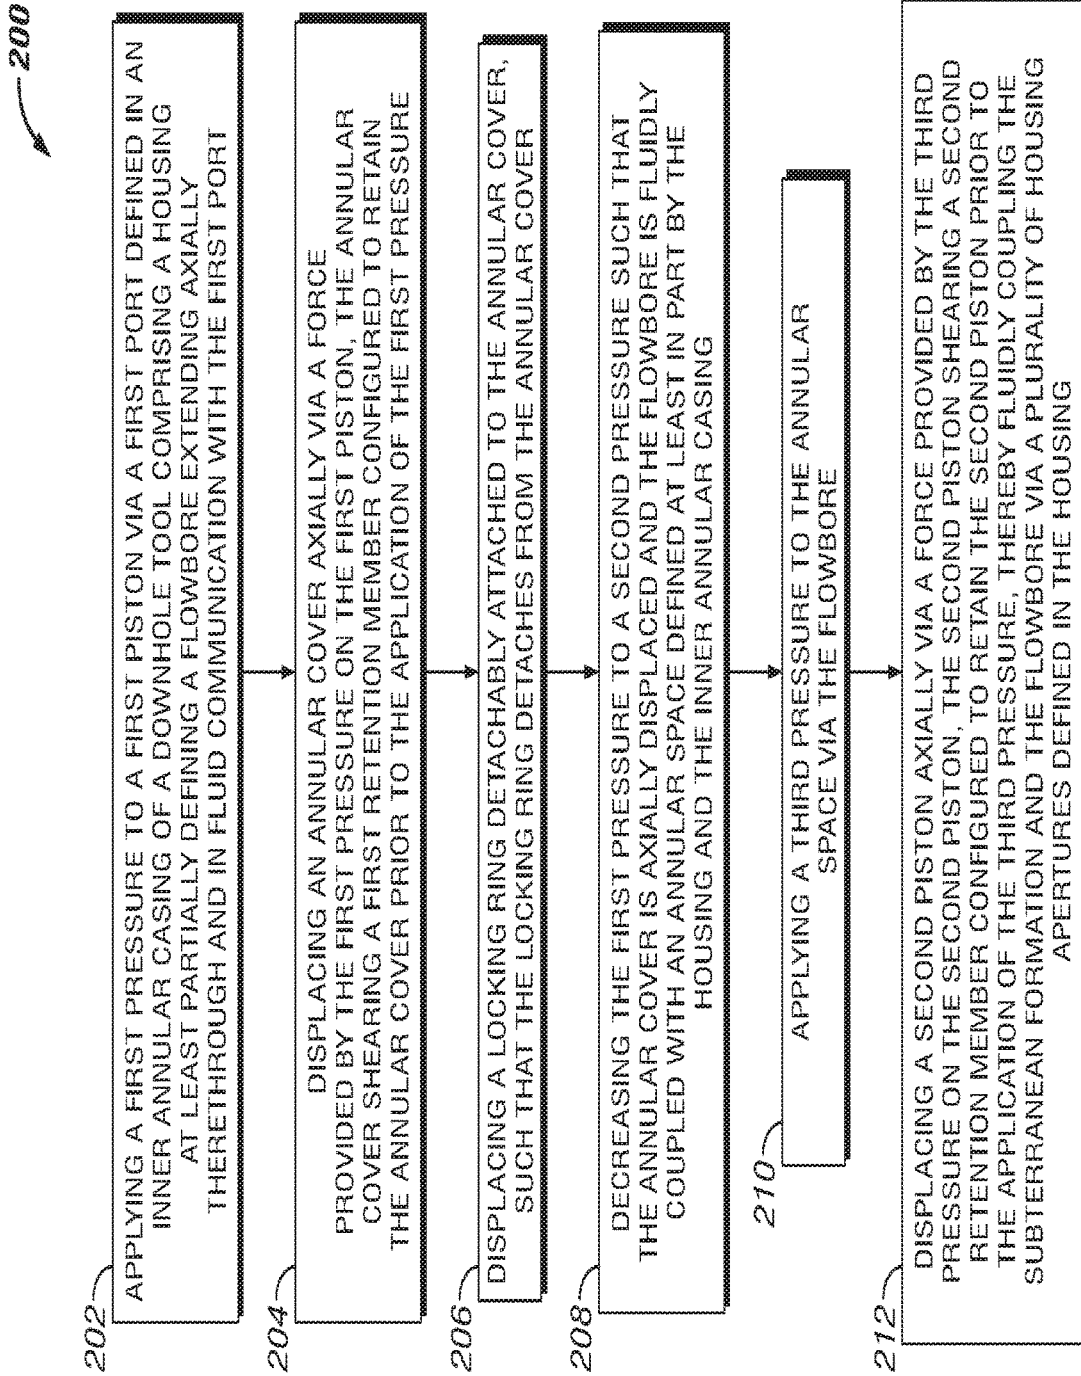 200
202
APPLYING A FIRST PRESSURE TO A FIRST PISTON VIA A FIRST PORT DEFINED IN AN
INNER ANNULAR CASING OF A DOWNHOLE TOOL COMPRISING A HOUSING
AT LEAST PARTIALLY DEFINING A FLOWBORE EXTENDING AXIALLY
THERETHROUGH AND IN FLUID COMMUNICATION WITH THE FIRST PORT
204
DISPLACING AN ANNULAR COVER AXIALLY VIA A FORCE
PROVIDED BY THE FIRST PRESSURE ON THE FIRST PISTON, THE ANNULAR
COVER SHEARING A FIRST RETENTION MEMBER CONFIGURED TO RETAIN
THE ANNULAR COVER PRIOR TO THE APPLICATION OF THE FIRST PRESSURE
206
DISPLACING A LOCKING RING DETACHABLY ATTACHED TO THE ANNULAR COVER,
SUCH THAT THE LOCKING RING DETACHES FROM THE ANNULAR COVER
208
DECREASING THE FIRST PRESSURE TO A SECOND PRESSURE SUCH THAT
THE ANNULAR COVER IS AXIALLY DISPLACED AND THE FLOWBORE IS FLUIDLY
COUPLED WITH AN ANNULAR SPACE DEFINED AT LEAST IN PART BY THE
HOUSING AND THE INNER ANNULAR CASING
210
APPLYING A THIRD PRESSURE TO THE ANNULAR
SPACE VIA THE FLOWBORE
212
DISPLACING A SECOND PISTON AXIALLY VIA A FORCE PROVIDED BY THE THIRD
PRESSURE ON THE SECOND PISTON, THE SECOND PISTON SHEARING A SECOND
RETENTION MEMBER CONFIGURED TO RETAIN THE SECOND PISTON PRIOR TO
THE APPLICATION OF THE THIRD PRESSURE, THEREBY FLUIDLY COUPLING THE
SUBTERRANEAN FORMATION AND THE FLOWBORE VIA A PLURALITY OF HOUSING
APERTURES DEFINED IN THE HOUSING